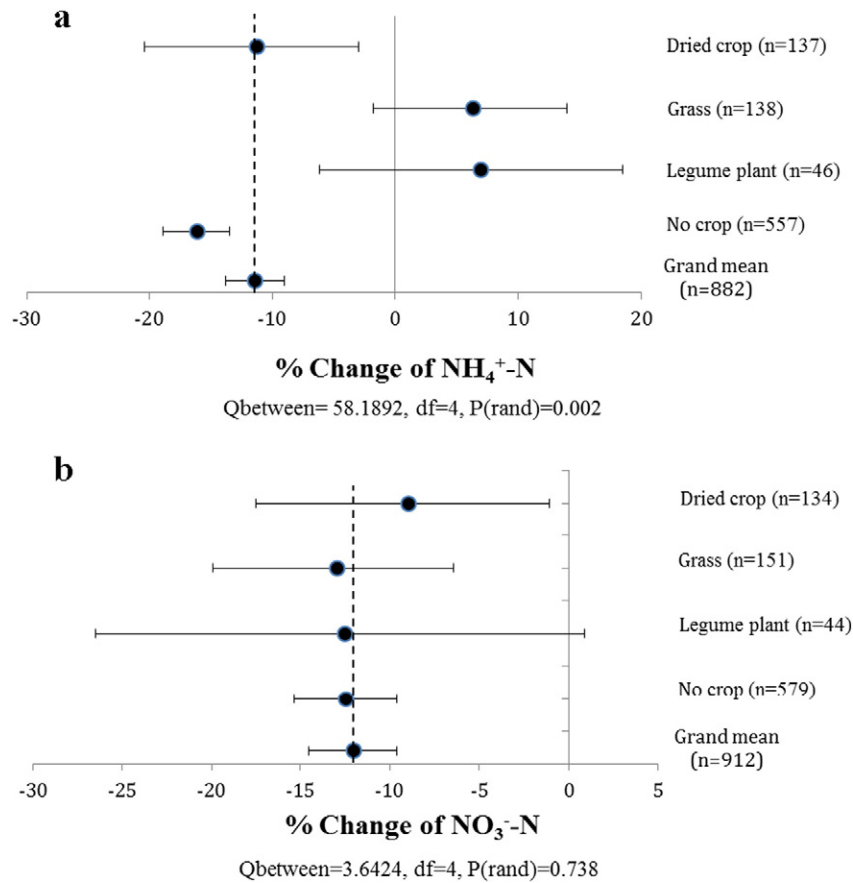 a
Dried crop (n=137)
Grass (n=138)
Legume plant (n=46)
No crop (n=557)
Grand mean
(n=882)
-30 -20 -10 0 10 20
% Change of NH₄⁺-N
Qbetween= 58.1892, df=4, P(rand)=0.002
b
Dried crop (n=134)
Grass (n=151)
Legume plant (n=44)
No crop (n=579)
Grand mean
(n=912)
-30 -25 -20 -15 -10 -5 0 5
% Change of NO₃⁻-N
Qbetween=3.6424, df=4, P(rand)=0.738